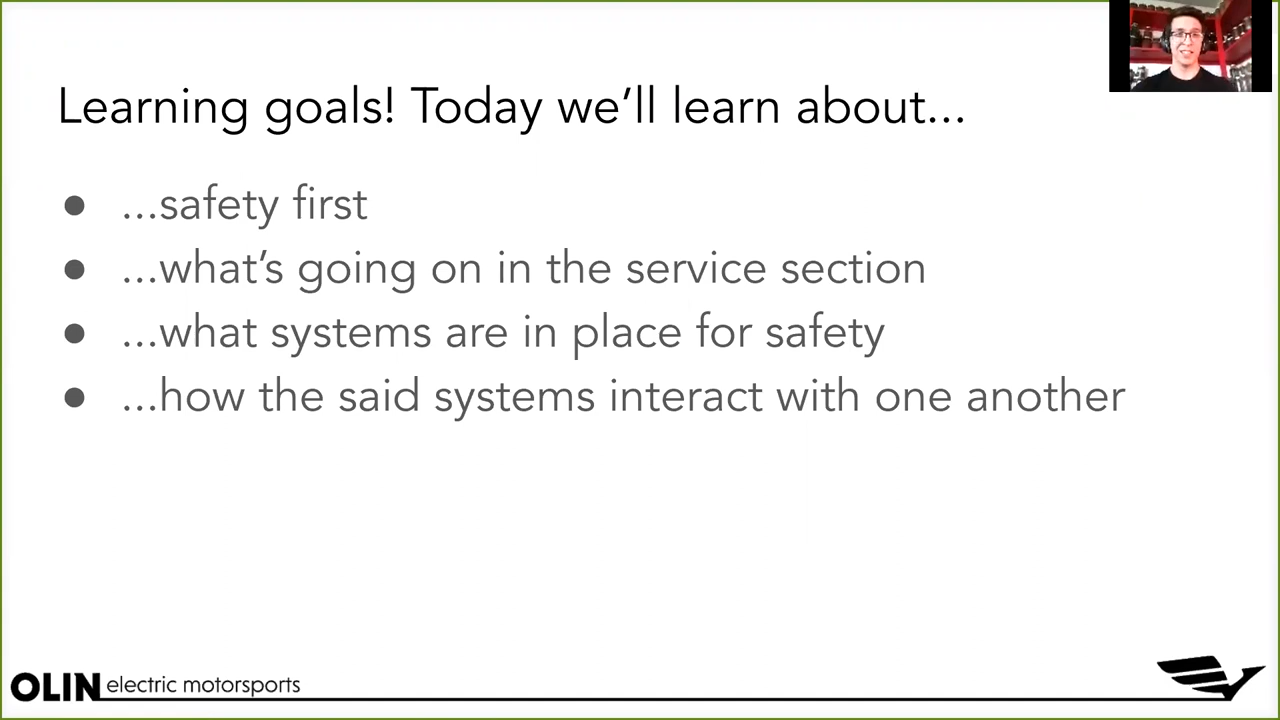 Learning goals! Today we’ll learn about...
● ...safety first
● ...what’s going on in the service section
● ...what systems are in place for safety
● ...how the said systems interact with one another
OLIN electric motorsports